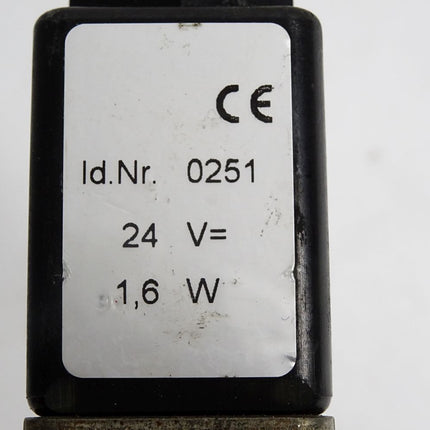 CE
Id.Nr. 0251
24 V=
1,6 W